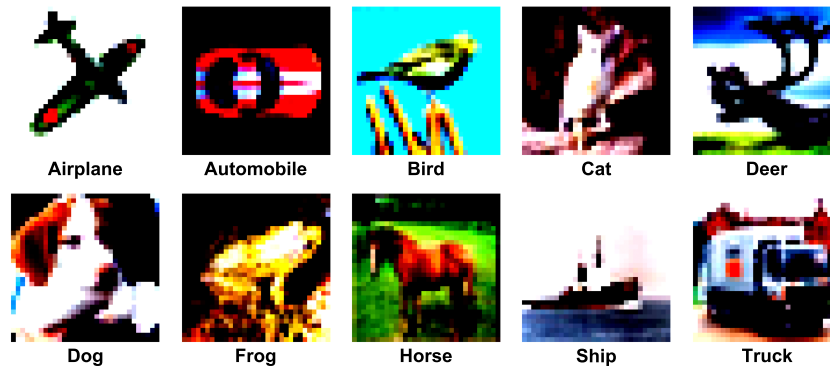 Airplane
Automobile
Bird
Cat
Deer
Dog
Frog
Horse
Ship
Truck